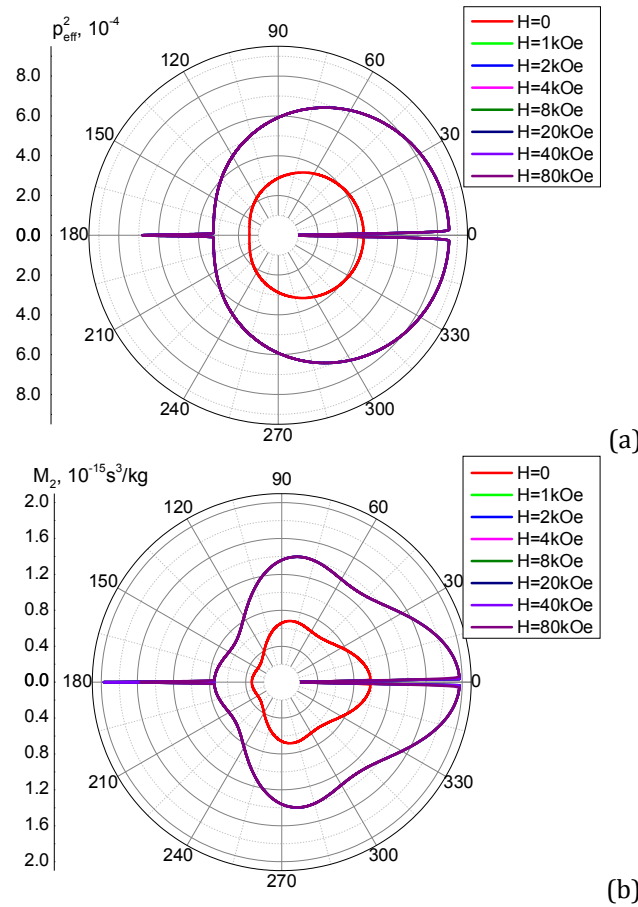 p²eff, 10⁻⁴
8.0
6.0
4.0
2.0
0.0
2.0
4.0
6.0
8.0
90
60
30
0
330
300
270
240
210
180
150
120
H=0
H=1kOe
H=2kOe
H=4kOe
H=8kOe
H=20kOe
H=40kOe
H=80kOe
(a)
M₂, 10⁻¹⁵s³/kg
2.0
1.6
1.2
0.8
0.4
0.0
0.4
0.8
1.2
1.6
2.0
90
60
30
0
330
300
270
240
210
180
150
120
H=0
H=1kOe
H=2kOe
H=4kOe
H=8kOe
H=20kOe
H=40kOe
H=80kOe
(b)